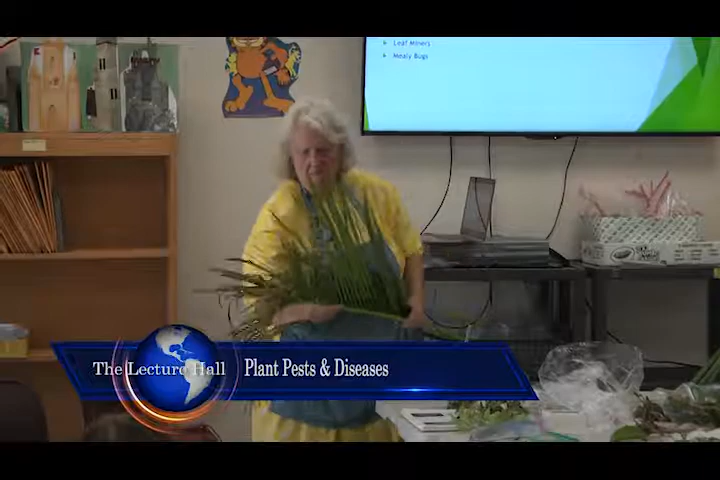 Leaf Miners
Mealy Bugs
The Lecture Hall
Plant Pests & Diseases